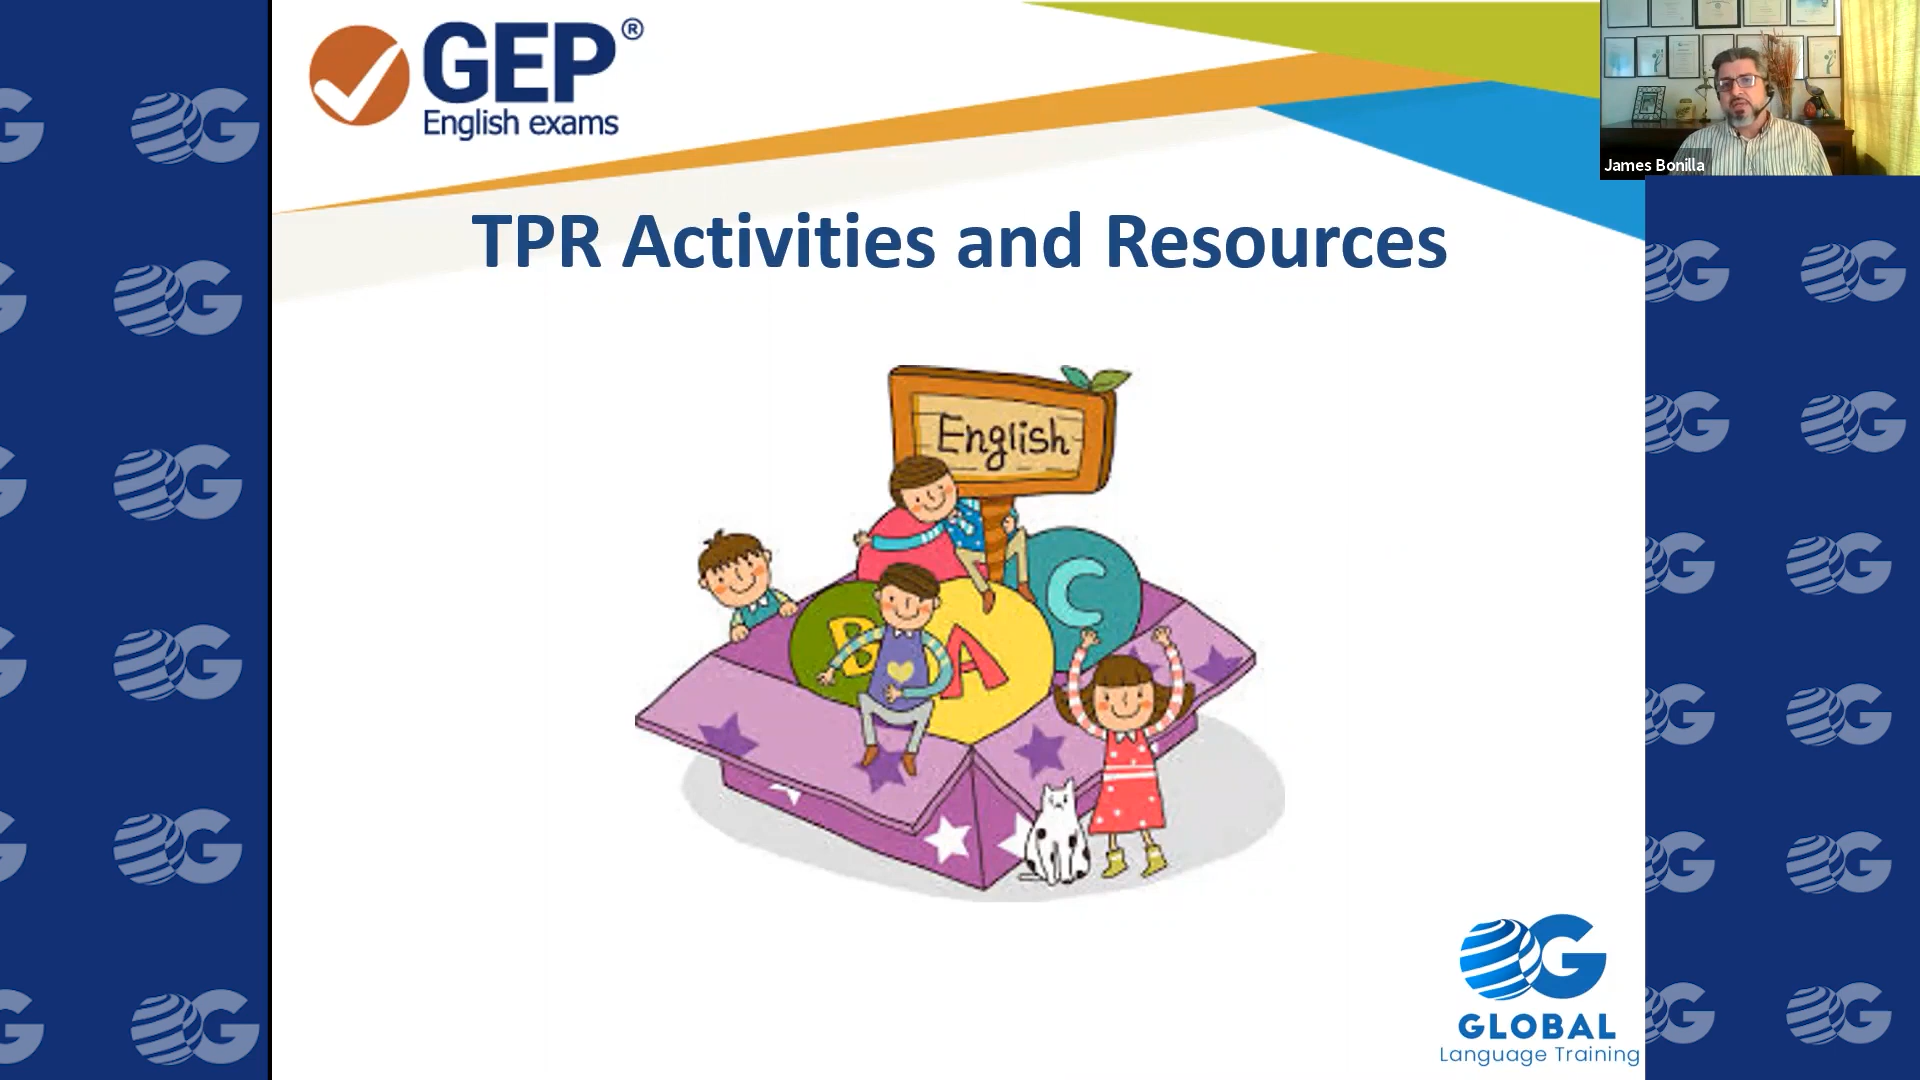 GEP®
English exams
James Bonilla
TPR Activities and Resources
English
C
B
A
GLOBAL
Language Training